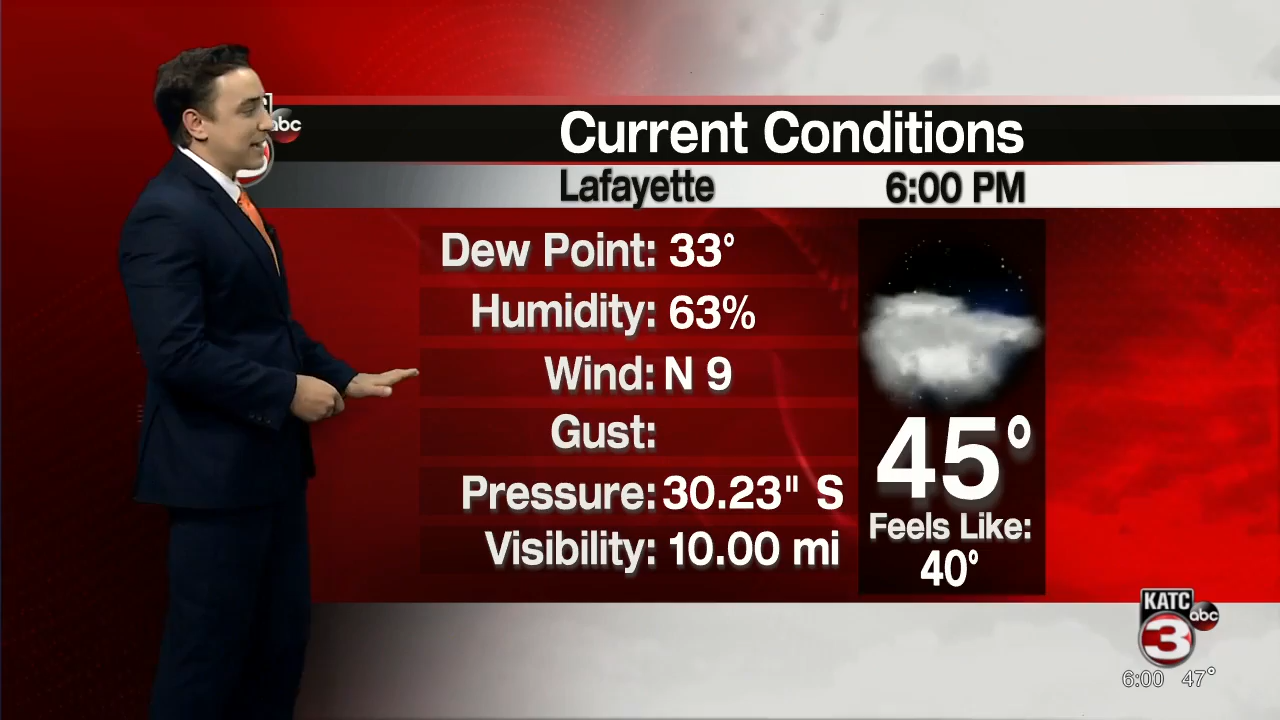 abc
Current Conditions
Lafayette 6:00 PM
Dew Point: 33°
Humidity: 63%
Wind: N 9
Gust:
Pressure: 30.23" S
Visibility: 10.00 mi
45°
Feels Like:
40°
KATC
abc
3
6:00 47°